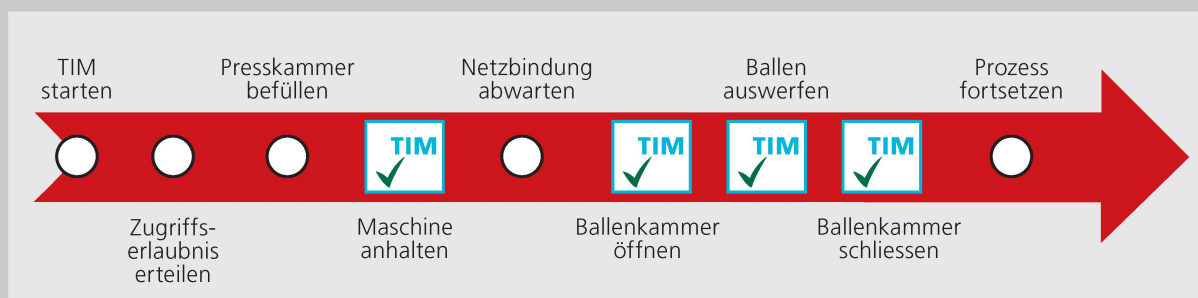 TIM
starten
Zugriffs-
erlaubnis
erteilen
Presskammer
befüllen
TIM
Maschine
anhalten
Netzbindung
abwarten
TIM
Ballenkammer
öffnen
TIM
Ballen
auswerfen
TIM
Ballenkammer
schliessen
Prozess
fortsetzen